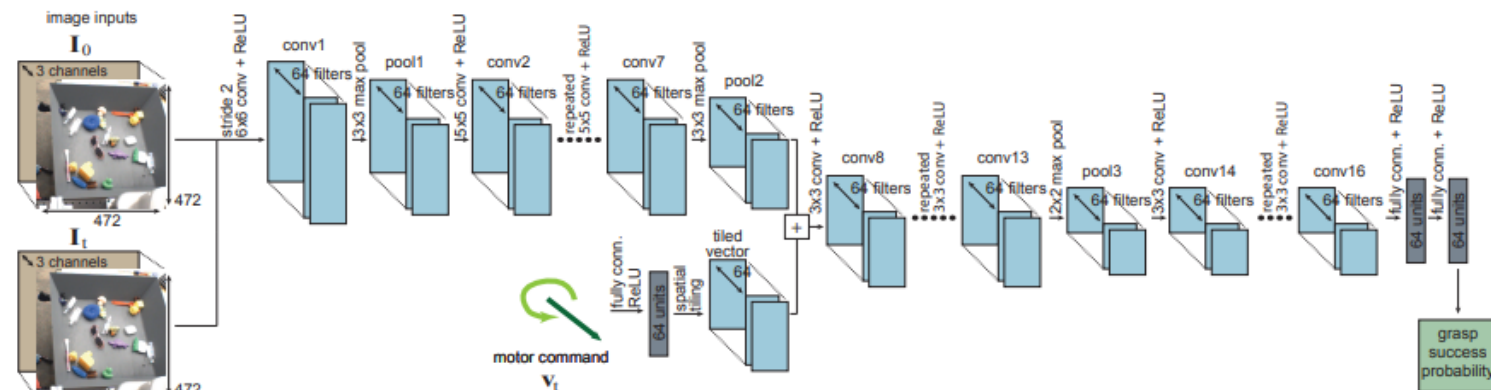 image inputs
I0
3 channels
472
472
It
3 channels
472
stride 2
6x6 conv + ReLU
conv1
64 filters
3x3 max pool
pool1
64 filters
5x5 conv + ReLU
conv2
64 filters
repeated
5x5 conv + ReLU
conv7
64 filters
3x3 max pool
pool2
64 filters
motor command
vt
fully conn.
ReLU
64 units
spatial
tiling
tiled
vector
64
+
3x3 conv + ReLU
conv8
64 filters
repeated
3x3 conv + ReLU
conv13
64 filters
2x2 max pool
pool3
64 filters
3x3 conv + ReLU
conv14
64 filters
repeated
3x3 conv + ReLU
conv16
64 filters
fully conn. + ReLU
64 units
fully conn. + ReLU
64 units
grasp
success
probability